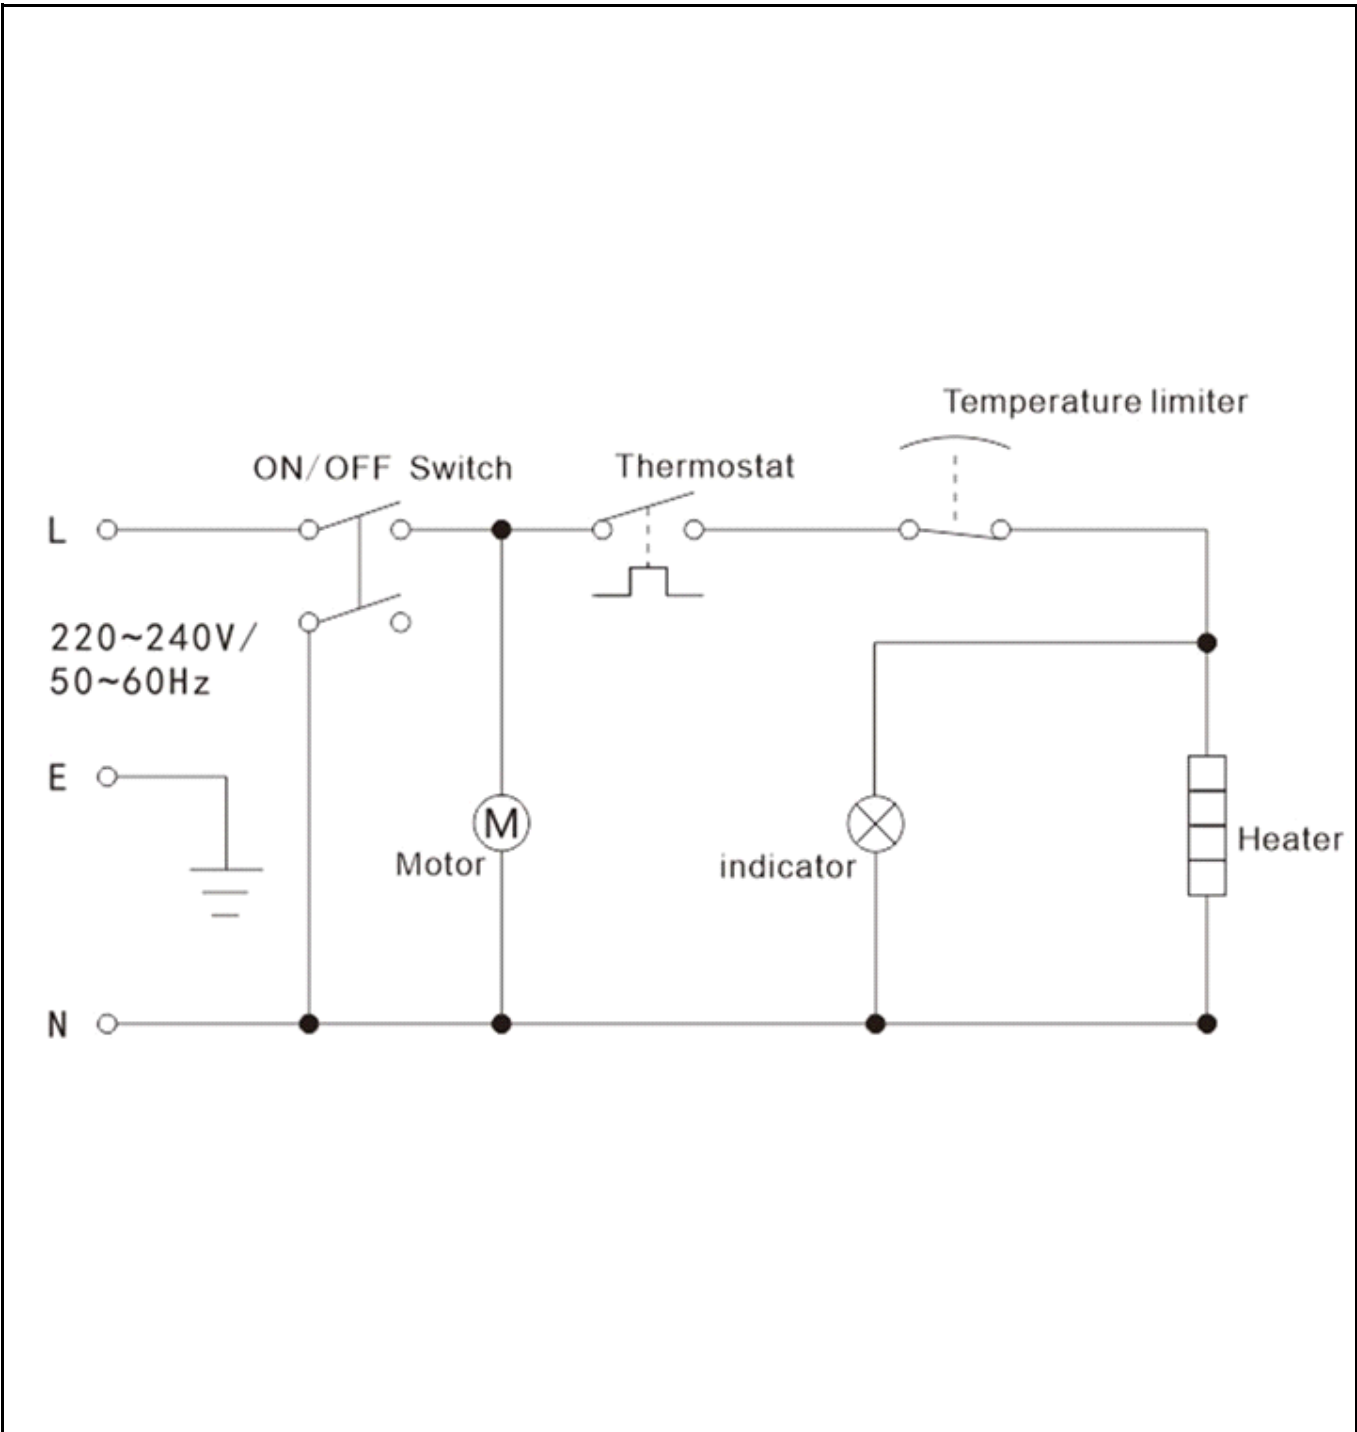 Temperature limiter
ON/OFF Switch
Thermostat
L
220~240V/
50~60Hz
E
M
Motor
indicator
Heater
N